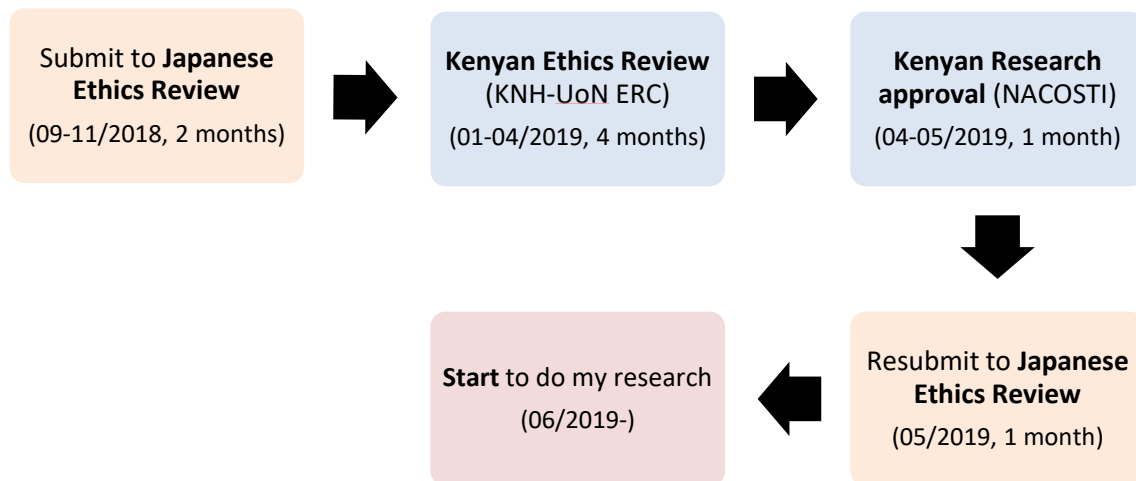 Submit to Japanese
Ethics Review
(09-11/2018, 2 months)
Kenyan Ethics Review
(KNH-UoN ERC)
(01-04/2019, 4 months)
Kenyan Research
approval (NACOSTI)
(04-05/2019, 1 month)
Resubmit to Japanese
Ethics Review
(05/2019, 1 month)
Start to do my research
(06/2019-)